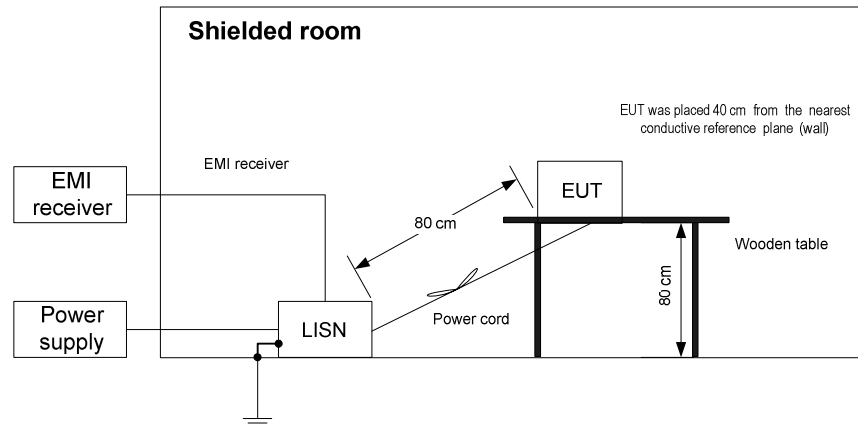 Shielded room
EUT was placed 40 cm from the nearest
conductive reference plane (wall)
EMI receiver
EMI
receiver
80 cm
EUT
Wooden table
80 cm
Power
supply
LISN
Power cord